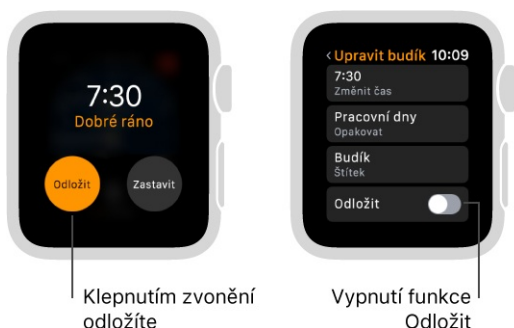 7:30
Dobré ráno
Odložit
Zastavit
Klepnutím zvonění
odložíte
Upravit budík 10:09
7:30
Změnit čas
Pracovní dny
Opakovat
Budík
Štítek
Odložit
Vypnutí funkce
Odložit